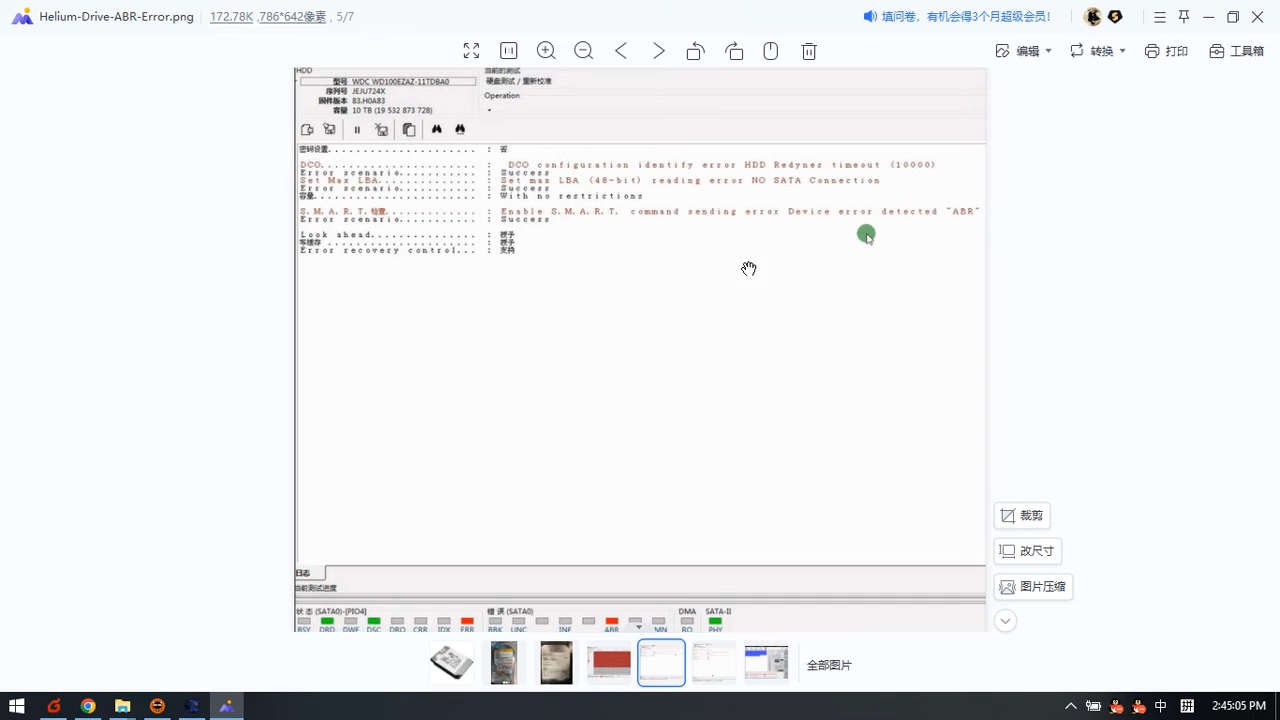 Helium-Drive-ABR-Error.png 172.78K ,786*642像素 , 5/7 填问卷，有机会得3个月超级会员！
编辑 转换 打印 工具箱
HDD 当前的测试
型号 WDC WD100EZAZ-11TDBA0 硬盘测试 / 重新校准
序列号 JEJU724X
固件版本 83.H0A83 Operation
容量 10 TB (19 532 873 728) -
密码设置.................... : 否
DCO..................... : DCO configuration identify error HDD Redynes timeout (10000)
Error scenario.......... : Success
Set Max LBA............. : Set max LBA (48-bit) reading error NO SATA Connection
Error scenario.......... : Success
容量...................... : With no restrictions
S.M.A.R.T.检查............ : Enable S.M.A.R.T. command sending error Device error detected "ABR"
Error scenario.......... : Success
Look ahead.............. : 授予
写缓存 .................... : 授予
Error recovery control... : 支持
裁剪
改尺寸
图片压缩
日志
当前测试进度
状 态 (SATA0)-[PIO4] 错 误 (SATA0) DMA SATA-II
BSY DRD DWF DSC DRQ CRR IDX ERR BBK UNC INF ABR MN RQ PHY
全部图片
中 拼 2:45:05 PM